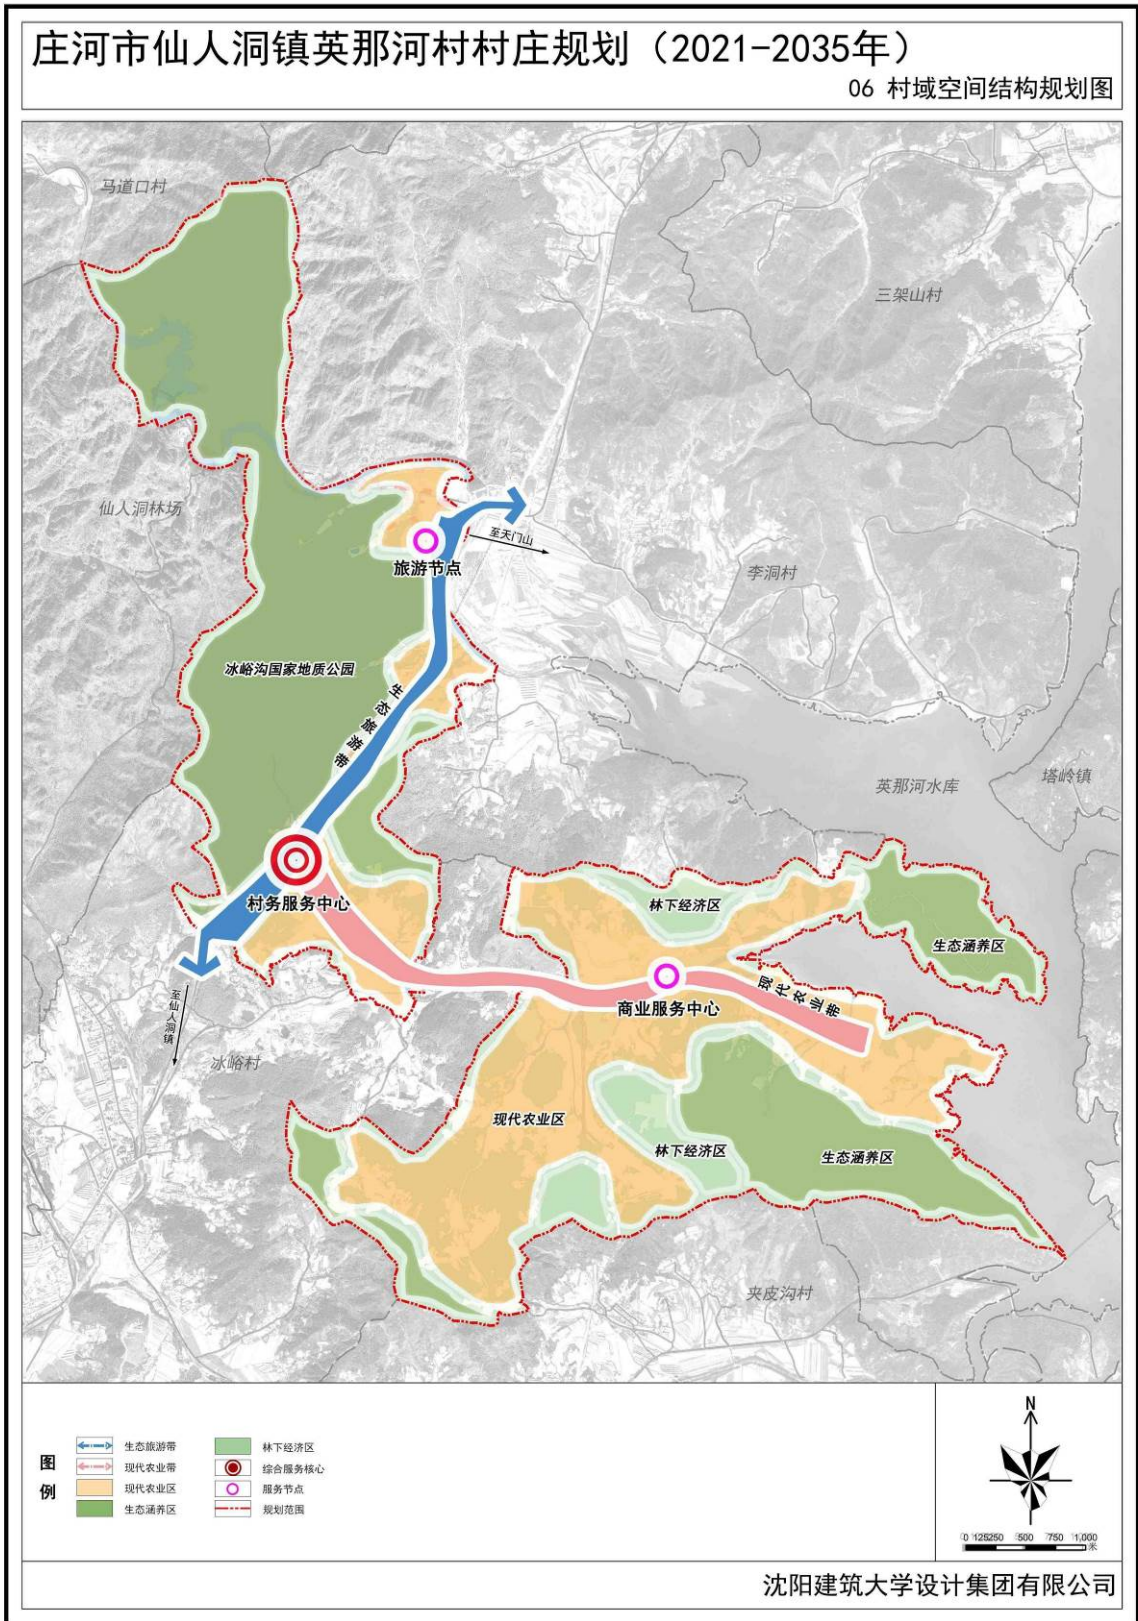 庄河市仙人洞镇英那河村村庄规划（2021-2035年）
06 村域空间结构规划图
马道口村
三架山村
仙人洞林场
至天门山
旅游节点
李洞村
冰峪沟国家地质公园
生态旅游带
英那河水库
塔岭镇
村务服务中心
林下经济区
生态涵养区
至仙人洞镇
商业服务中心
现代农业带
冰峪村
现代农业区
林下经济区
生态涵养区
夹皮沟村
图例
生态旅游带
现代农业带
现代农业区
生态涵养区
林下经济区
综合服务核心
服务节点
规划范围
N
0 125250 500 750 1,000
米
沈阳建筑大学设计集团有限公司